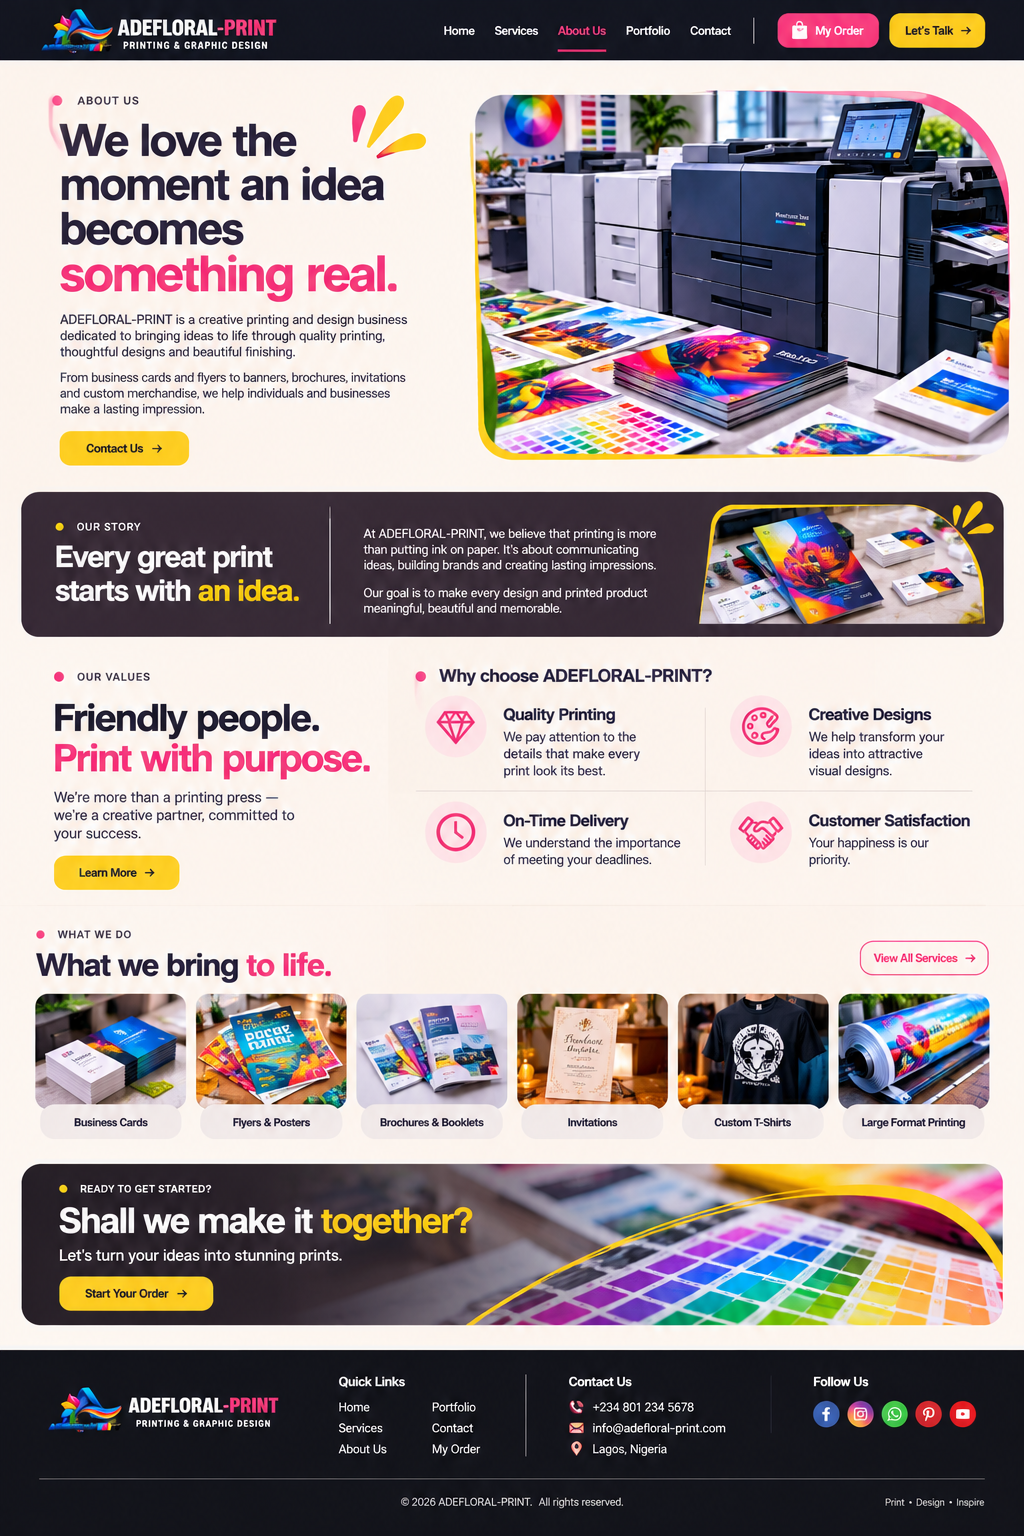 ADEFLORAL-PRINT
PRINTING & GRAPHIC DESIGN
Home
Services
About Us
Portfolio
Contact
My Order
Let's Talk →
ABOUT US
We love the
moment an idea
becomes
something real.
ADEFLORAL-PRINT is a creative printing and design business
dedicated to bringing ideas to life through quality printing,
thoughtful designs and beautiful finishing.
From business cards and flyers to banners, brochures, invitations
and custom merchandise, we help individuals and businesses
make a lasting impression.
Contact Us →
OUR STORY
Every great print
starts with an idea.
At ADEFLORAL-PRINT, we believe that printing is more
than putting ink on paper. It's about communicating
ideas, building brands and creating lasting impressions.
Our goal is to make every design and printed product
meaningful, beautiful and memorable.
OUR VALUES
Friendly people.
Print with purpose.
We're more than a printing press —
we're a creative partner, committed to
your success.
Learn More →
Why choose ADEFLORAL-PRINT?
Quality Printing
We pay attention to the
details that make every
print look its best.
Creative Designs
We help transform your
ideas into attractive
visual designs.
On-Time Delivery
We understand the importance
of meeting your deadlines.
Customer Satisfaction
Your happiness is our
priority.
WHAT WE DO
What we bring to life.
View All Services →
Business Cards
Flyers & Posters
Brochures & Booklets
Invitations
Custom T-Shirts
Large Format Printing
READY TO GET STARTED?
Shall we make it together?
Let's turn your ideas into stunning prints.
Start Your Order →
ADEFLORAL-PRINT
PRINTING & GRAPHIC DESIGN
Quick Links
Home
Services
About Us
Portfolio
Contact
My Order
Contact Us
+234 801 234 5678
info@adefloral-print.com
Lagos, Nigeria
Follow Us
© 2026 ADEFLORAL-PRINT. All rights reserved.
Print • Design • Inspire